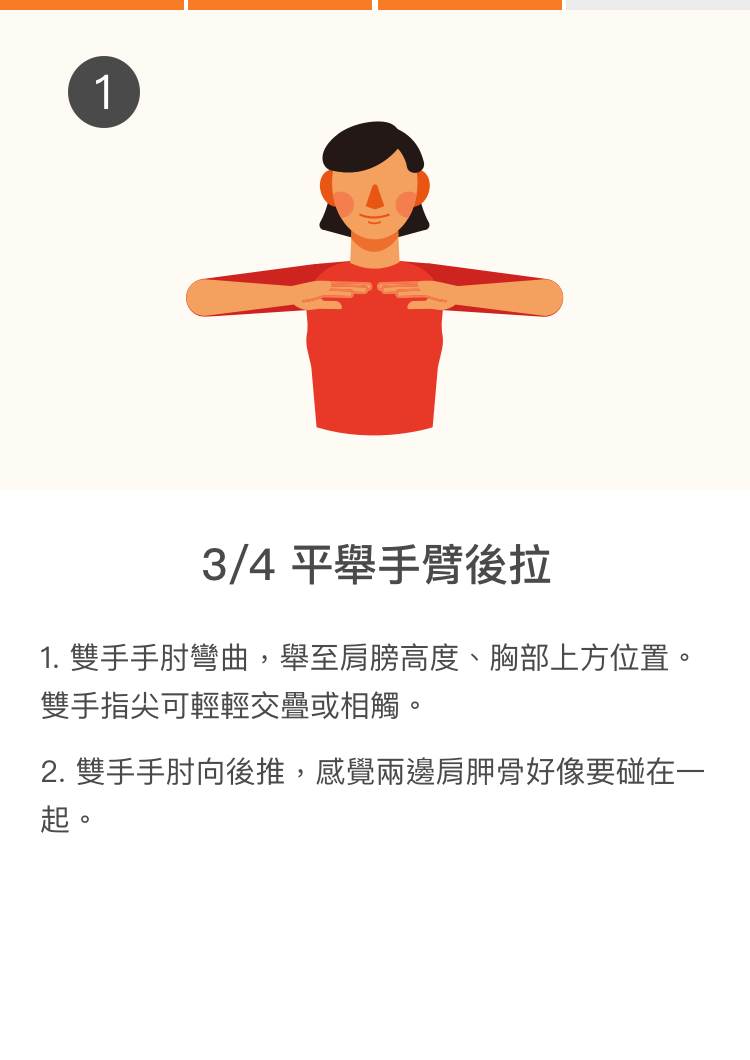 1
3/4 平舉手臂後拉
1. 雙手手肘彎曲，舉至肩膀高度、胸部上方位置。
雙手指尖可輕輕交疊或相觸。
2. 雙手手肘向後推，感覺兩邊肩胛骨好像要碰在一
起。